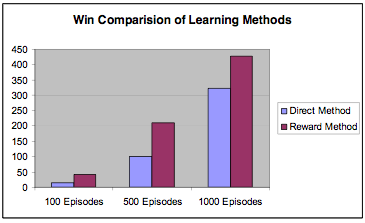 Win Comparision of Learning Methods
450
400
350
300
250
200
150
100
50
0
100 Episodes 500 Episodes 1000 Episodes
Direct Method
Reward Method